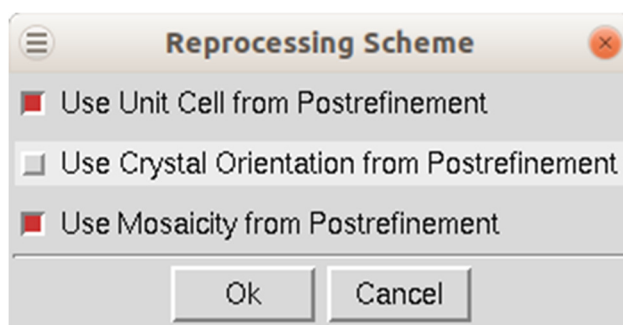 Reprocessing Scheme
Use Unit Cell from Postrefinement
Use Crystal Orientation from Postrefinement
Use Mosaicity from Postrefinement
Ok Cancel